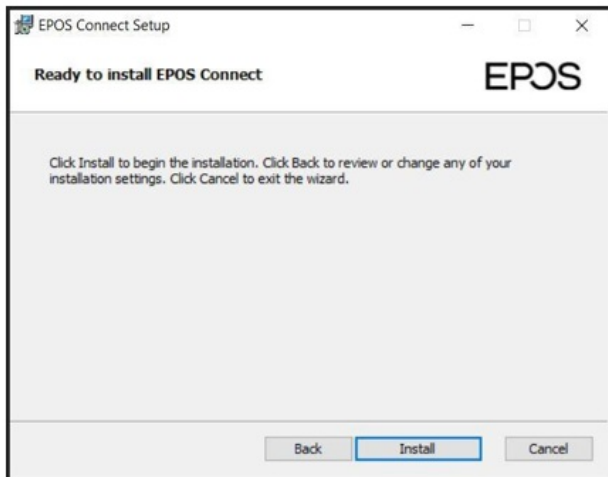 EPOS Connect Setup
Ready to install EPOS Connect
EPOS
Click Install to begin the installation. Click Back to review or change any of your
installation settings. Click Cancel to exit the wizard.
Back Install Cancel